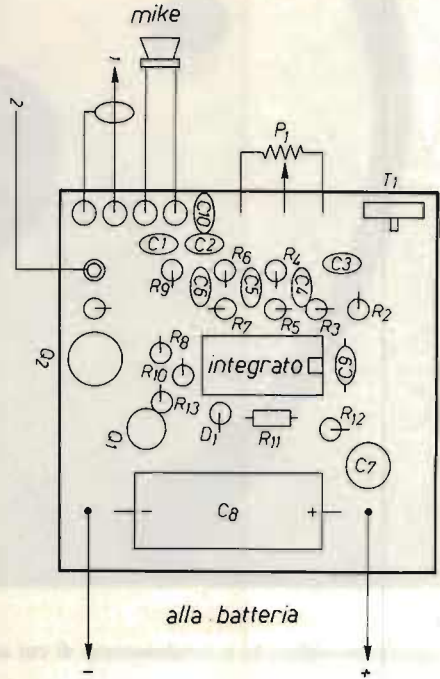 mike
1
2
P1
T1
C10
C1
C2
C3
R9
R6
R4
C6
C5
C4
R7
R5
R3
R2
Q2
R8
R10
integrato
C9
R13
Q1
D1
R11
R12
C7
- C8 +
alla batteria
- +